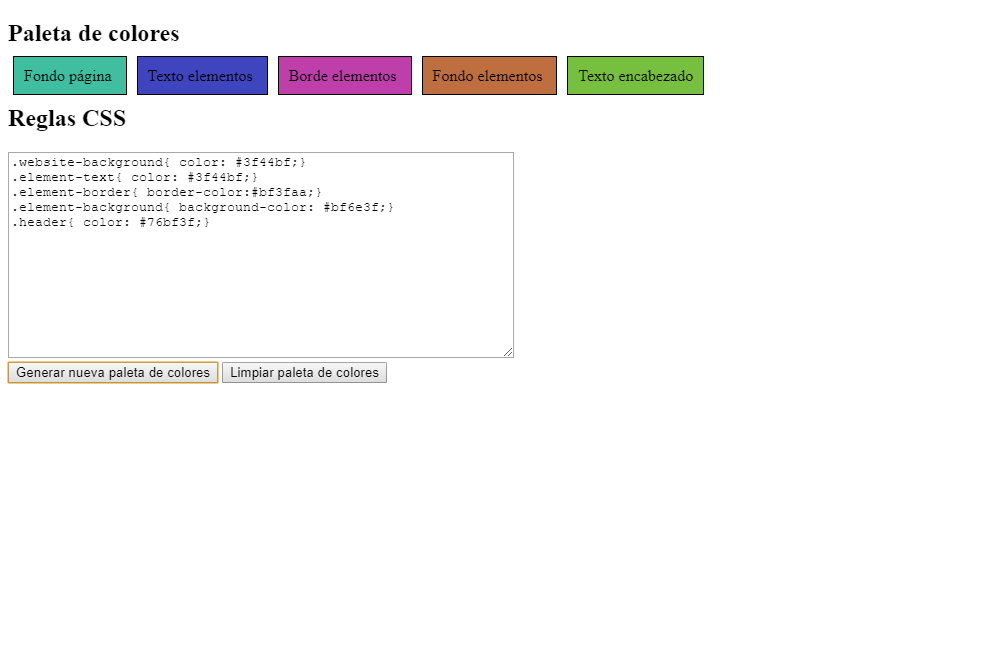 Paleta de colores
Fondo página Texto elementos Borde elementos Fondo elementos Texto encabezado
Reglas CSS
.website-background{ color: #3f44bf;}
.element-text{ color: #3f44bf;}
.element-border{ border-color:#bf3faa;}
.element-background{ background-color: #bf6e3f;}
.header{ color: #76bf3f;}
Generar nueva paleta de colores Limpiar paleta de colores